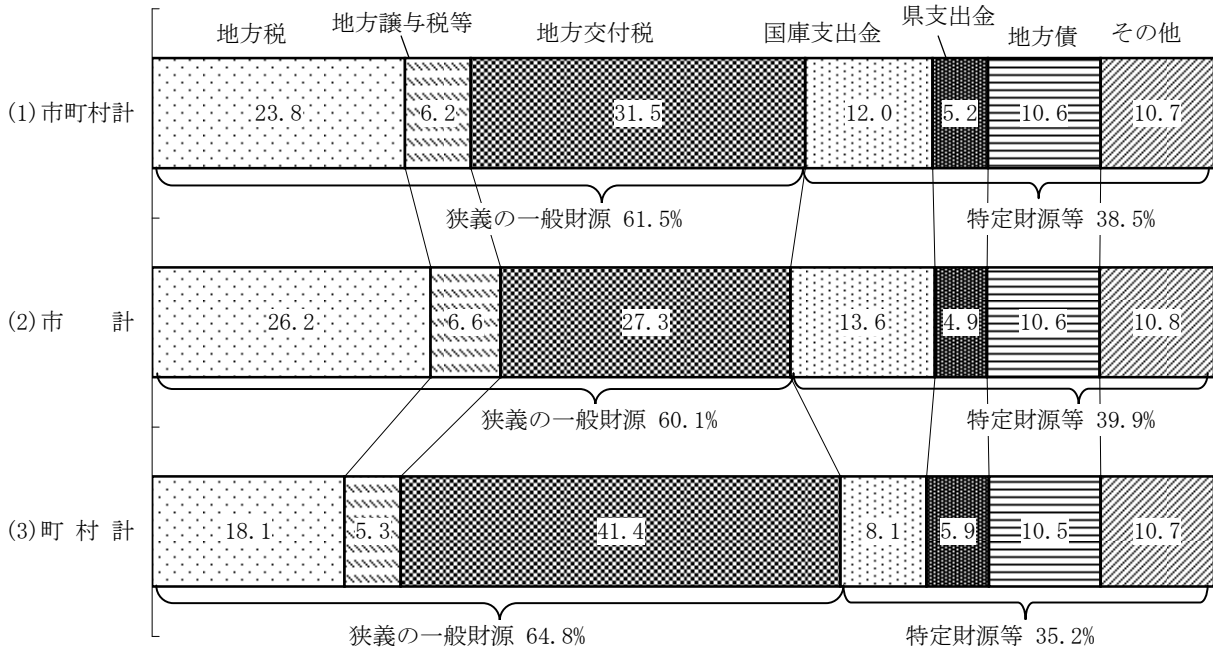 地方税 地方譲与税等 地方交付税 国庫支出金 県支出金 地方債 その他
(1)市町村計 23.8 6.2 31.5 12.0 5.2 10.6 10.7
狭義の一般財源 61.5% 特定財源等 38.5%
(2)市　　計 26.2 6.6 27.3 13.6 4.9 10.6 10.8
狭義の一般財源 60.1% 特定財源等 39.9%
(3)町 村 計 18.1 5.3 41.4 8.1 5.9 10.5 10.7
狭義の一般財源 64.8% 特定財源等 35.2%